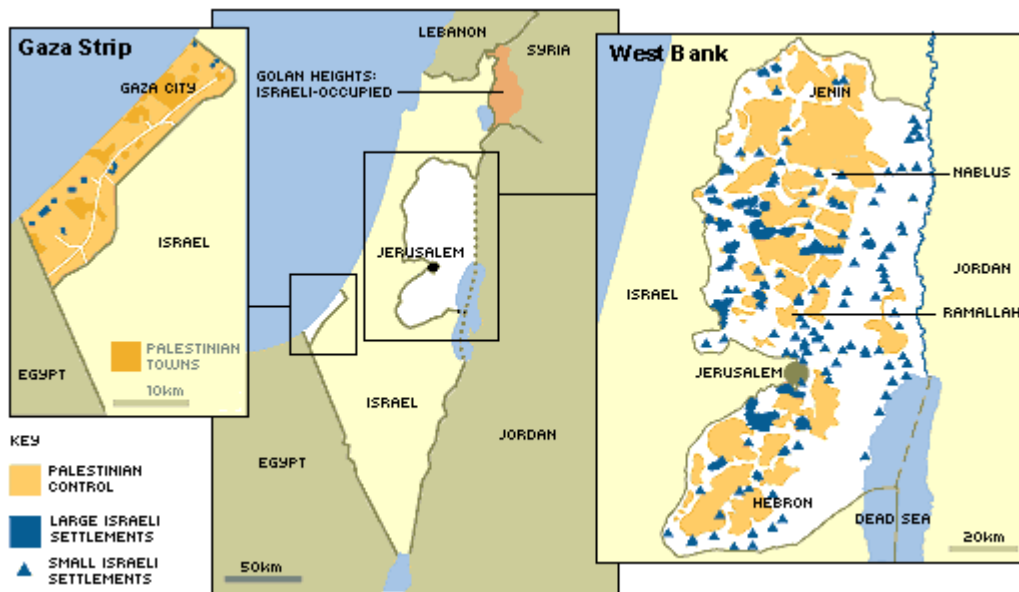 Gaza Strip
GAZA CITY
ISRAEL
PALESTINIAN
TOWNS
EGYPT
10km
KEY
PALESTINIAN
CONTROL
LARGE ISRAELI
SETTLEMENTS
SMALL ISRAELI
SETTLEMENTS
LEBANON
SYRIA
GOLAN HEIGHTS:
ISRAELI-OCCUPIED
JERUSALEM
ISRAEL
JORDAN
EGYPT
50km
West Bank
JENIN
NABLUS
JORDAN
ISRAEL
RAMALLAH
JERUSALEM
HEBRON
DEAD SEA
20km